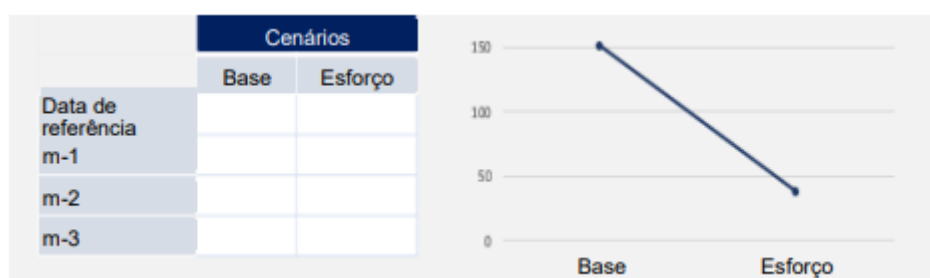 Cenários
Base Esforço
Data de
referência
m-1
m-2
m-3
150
100
50
0
Base Esforço